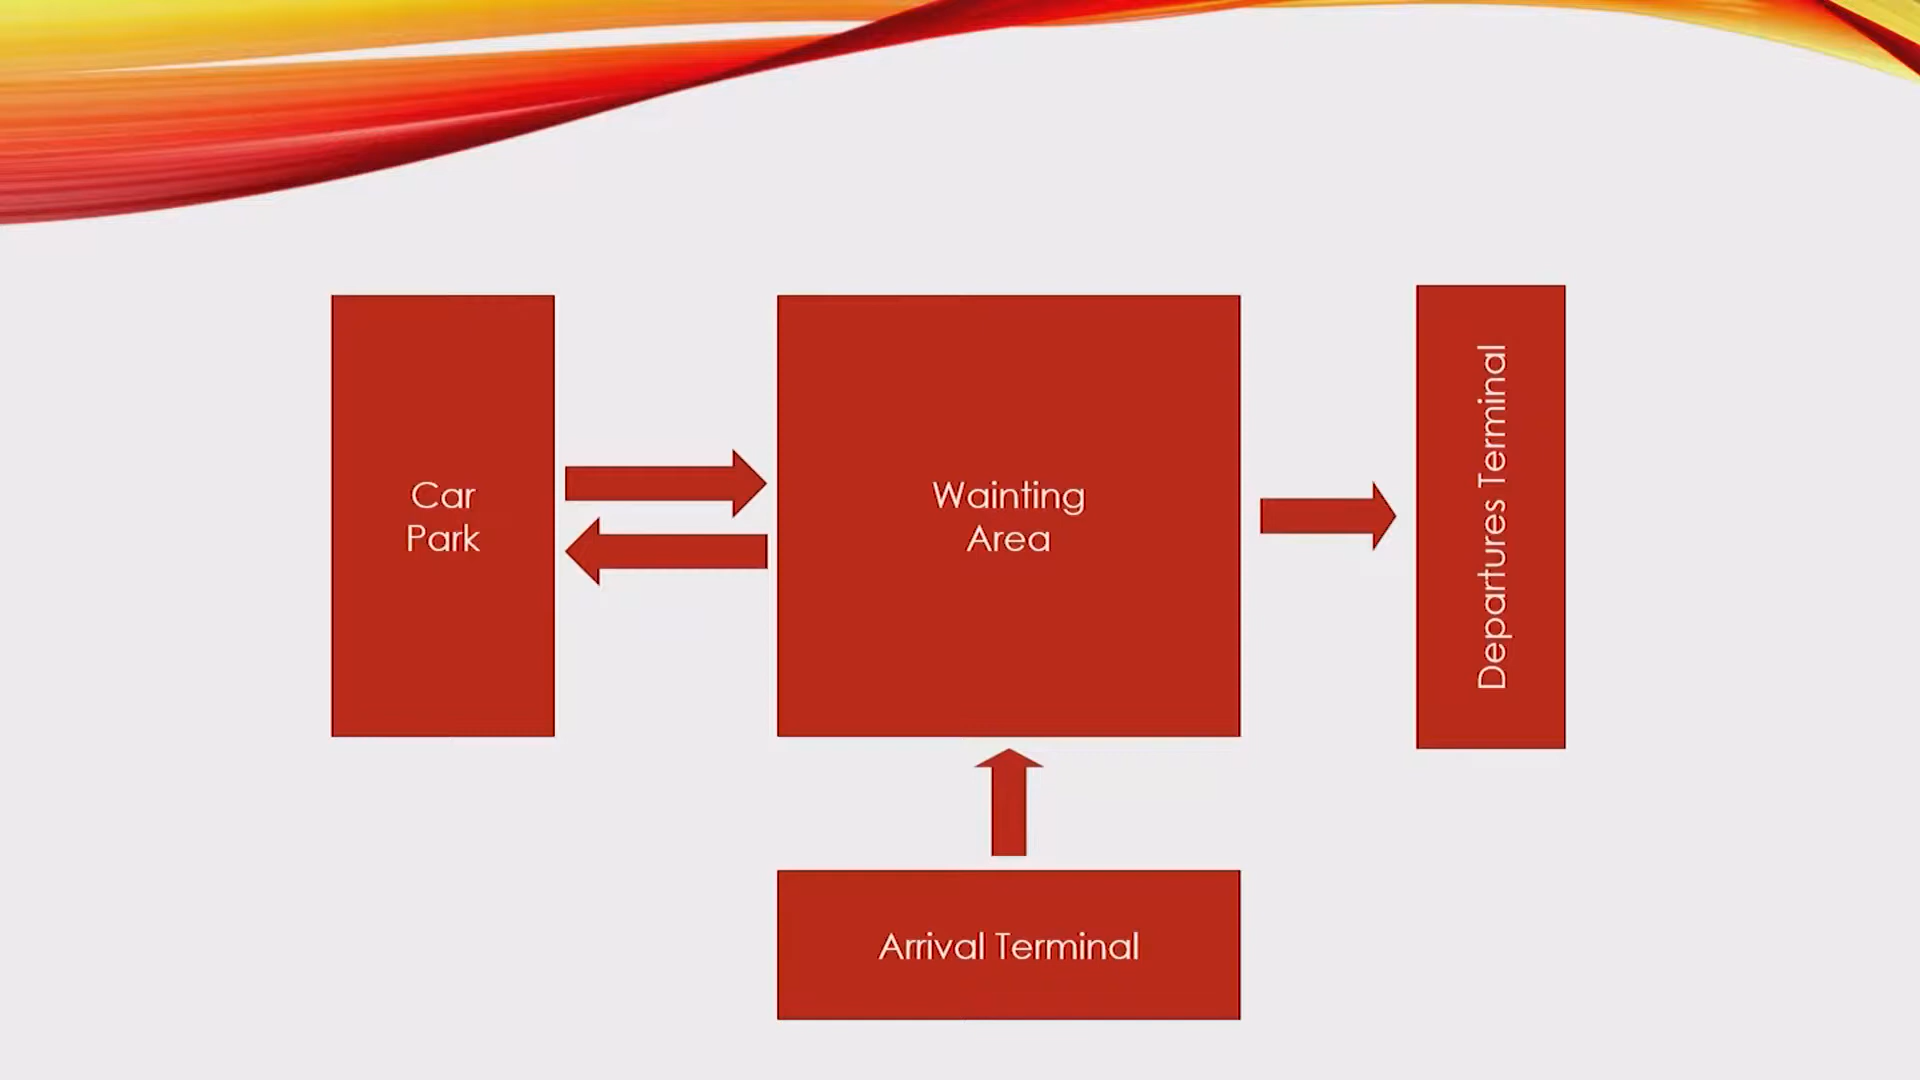 Car
Park
Wainting
Area
Departures Terminal
Arrival Terminal